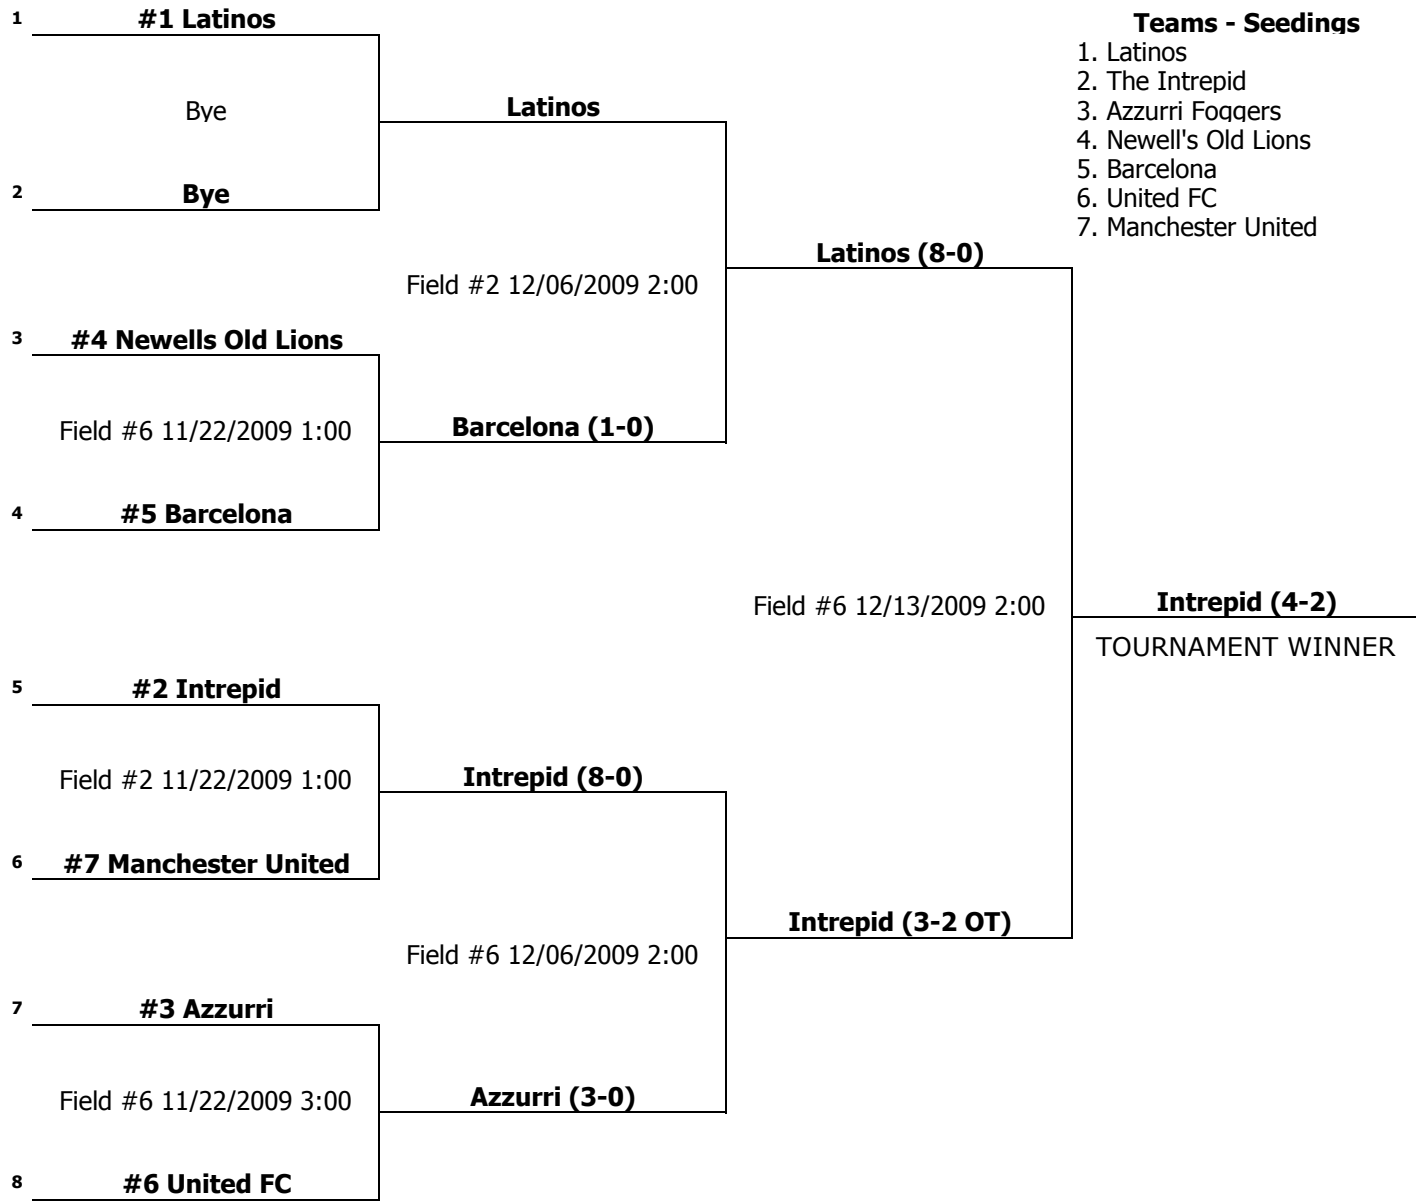 1 #1 Latinos
Teams - Seedings
1. Latinos
2. The Intrepid
3. Azzurri Foggers
4. Newell's Old Lions
5. Barcelona
6. United FC
7. Manchester United
Bye
Latinos
2 Bye
Latinos (8-0)
Field #2 12/06/2009 2:00
3 #4 Newells Old Lions
Field #6 11/22/2009 1:00
Barcelona (1-0)
4 #5 Barcelona
Field #6 12/13/2009 2:00
Intrepid (4-2)
TOURNAMENT WINNER
5 #2 Intrepid
Field #2 11/22/2009 1:00
Intrepid (8-0)
6 #7 Manchester United
Intrepid (3-2 OT)
Field #6 12/06/2009 2:00
7 #3 Azzurri
Field #6 11/22/2009 3:00
Azzurri (3-0)
8 #6 United FC